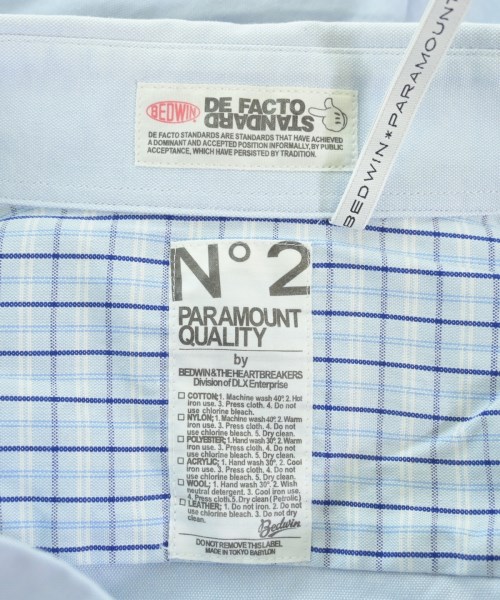 BEDWIN
DE FACTO
STANDARD
DE FACTO STANDARDS ARE STANDARDS THAT HAVE ACHIEVED
A DOMINANT AND ACCEPTED POSITION INFORMALLY, BY PUBLIC
ACCEPTANCE, WHICH HAVE PERSISTED BY TRADITION.
BEDWIN*PARAMOUNT
N° 2
PARAMOUNT
QUALITY
by
BEDWIN&THE HEARTBREAKERS
Division of DLX Enterprise
☐ COTTON; 1. Machine wash 40°. 2. Hot
iron use. 3. Press cloth. 4. Do not
use chlorine bleach.
☐ NYLON; 1. Machine wash 40°. 2. Warm
iron use. 3. Press cloth. 4. Do not
use chlorine bleach. 5. Dry clean.
☐ POLYESTER; 1. Hand wash 30°. 2. Warm
iron use. 3. Press cloth. 4. Do not
use chlorine bleach. 5. Dry clean.
☐ ACRYLIC; 1. Hand wash 30°. 2. Cool
iron use. 3. Press cloth. 4. Do not
use chlorine bleach. 5. Dry clean.
☐ WOOL; 1. Hand wash 30°. 2. Wash
neutral detergent. 3. Cool iron use.
4. Press cloth. 5. Dry clean (Petrolic)
☐ LEATHER; 1. Do not iron. 2. Do not
use chlorine bleach. 3. Do not dry
clean.
Bedwin
DO NOT REMOVE THIS LABEL
MADE IN TOKYO BABYLON